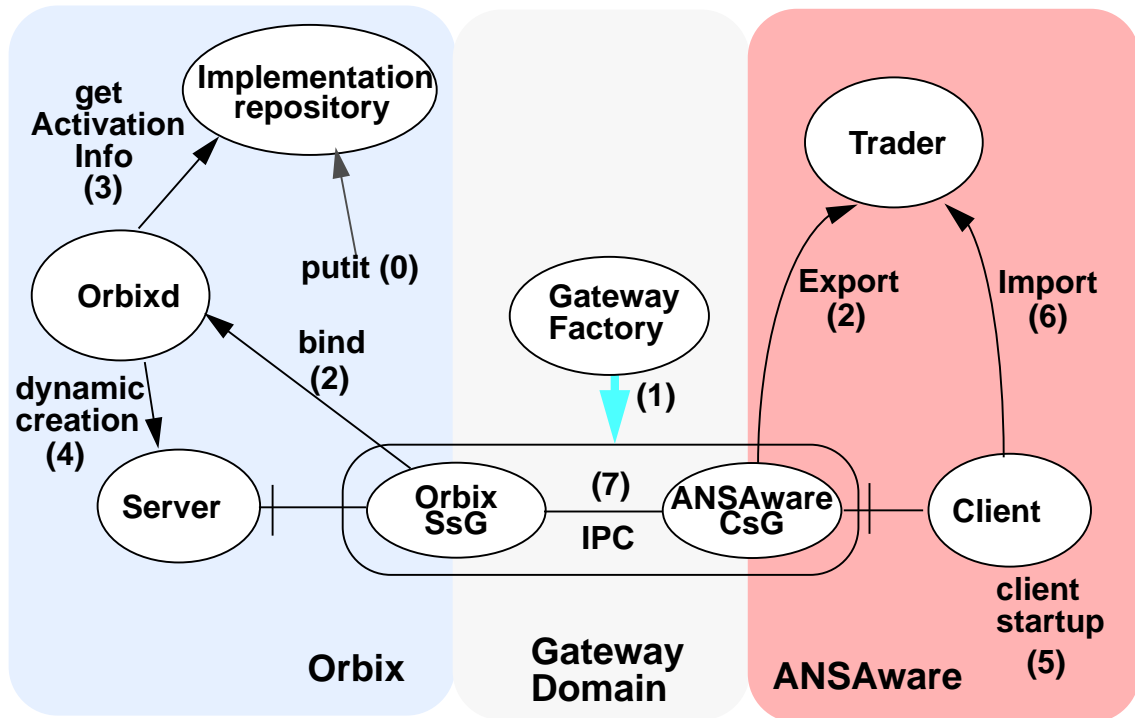 Implementation
repository
get
Activation
Info
(3)
putit (0)
Orbixd
bind
(2)
dynamic
creation
(4)
Server
Orbix
SsG
Orbix
Gateway
Factory
(1)
(7)
IPC
Gateway
Domain
Trader
Export
(2)
Import
(6)
ANSAware
CsG
Client
client
startup
(5)
ANSAware